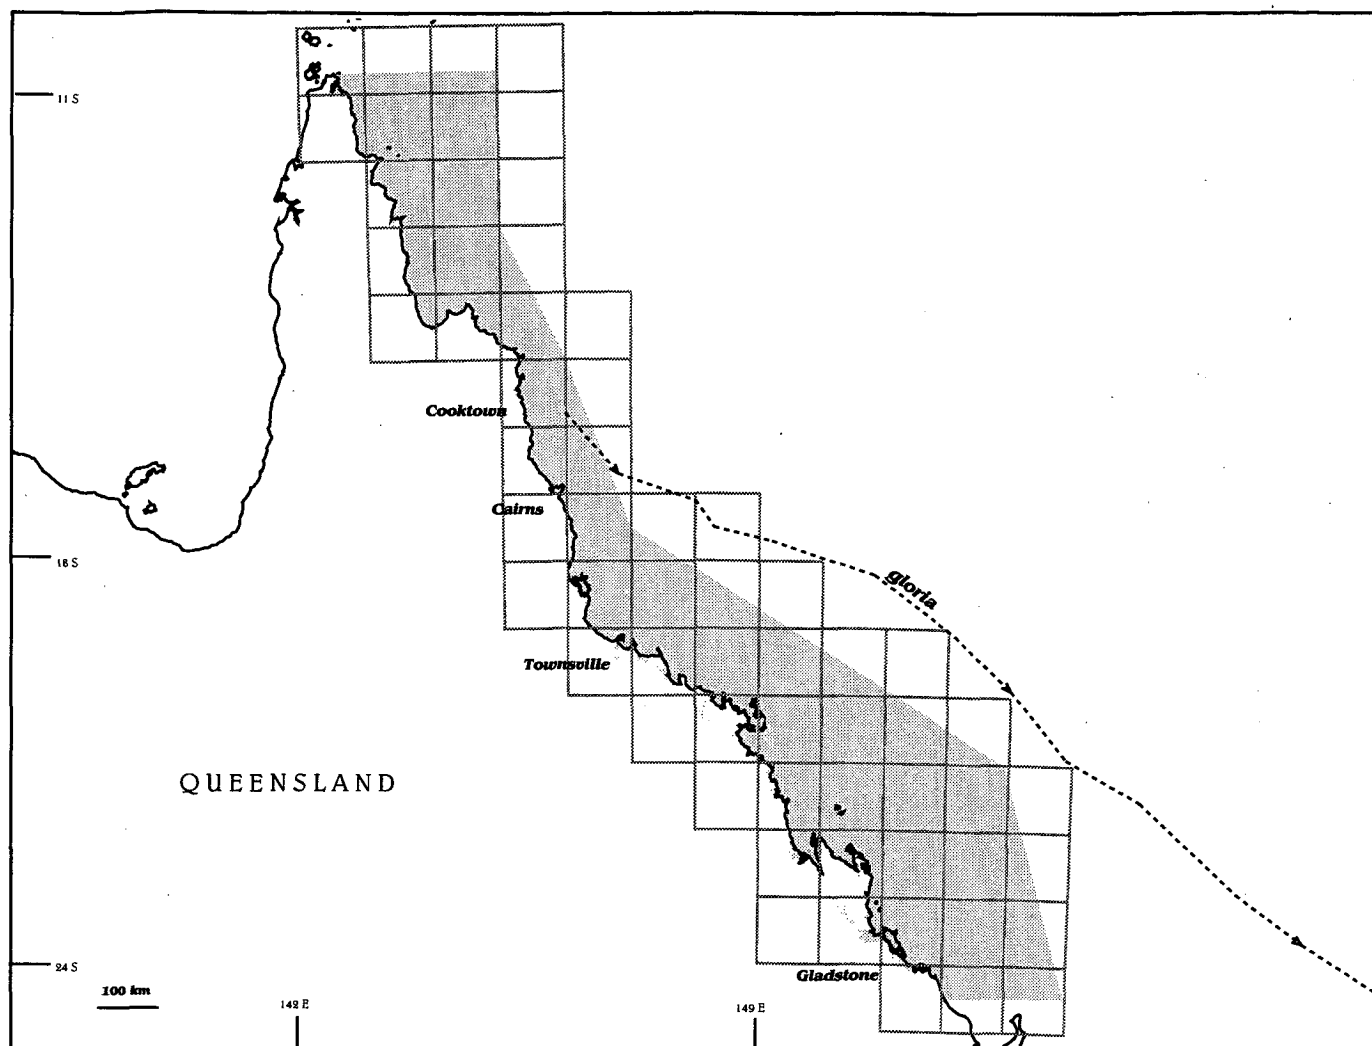 11 S
Cooktown
Cairns
18 S
gloria
Townsville
QUEENSLAND
Gladstone
24 S
100 km
142 E
149 E